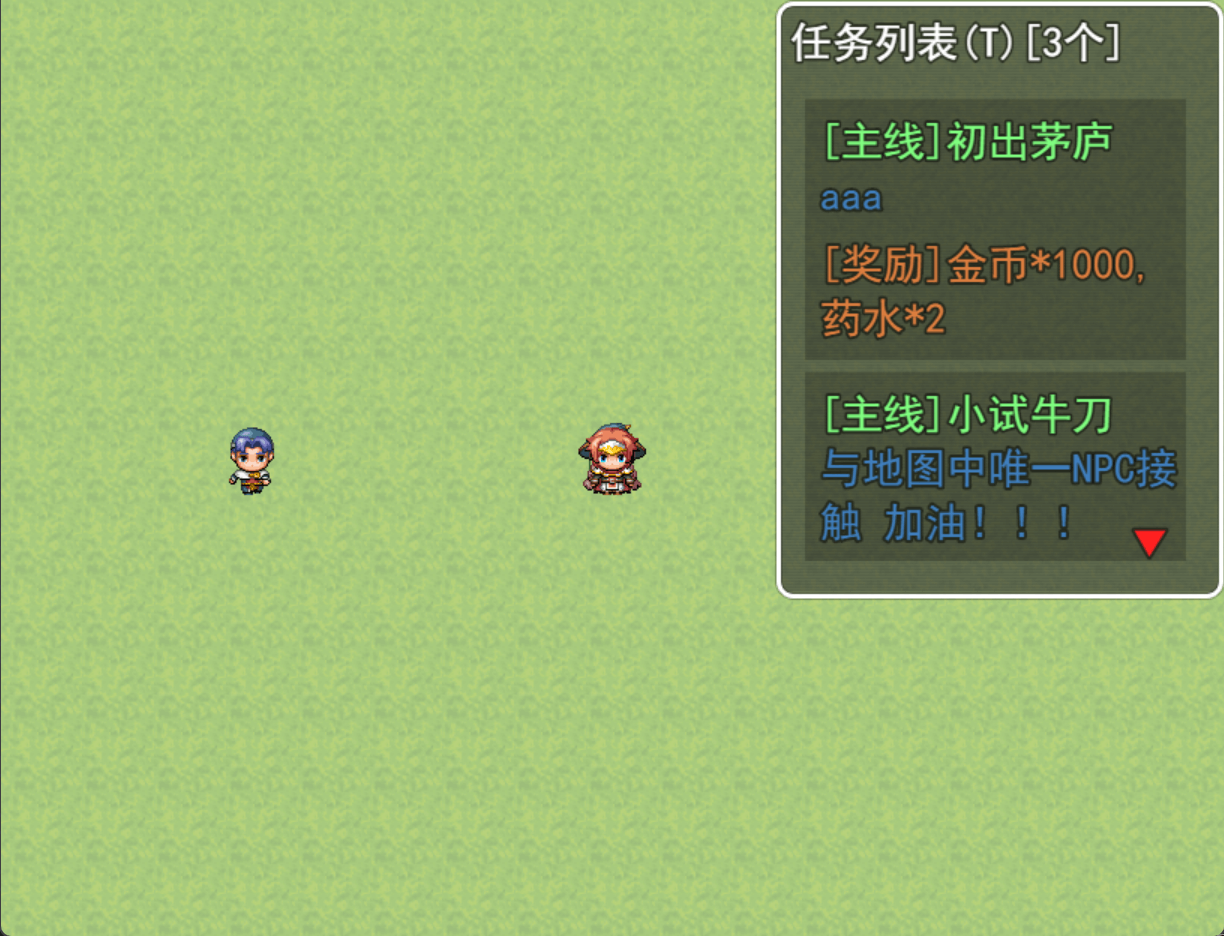 任务列表(T)[3个]
[主线]初出茅庐
aaa
[奖励]金币*1000,
药水*2
[主线]小试牛刀
与地图中唯一NPC接
触 加油！！！